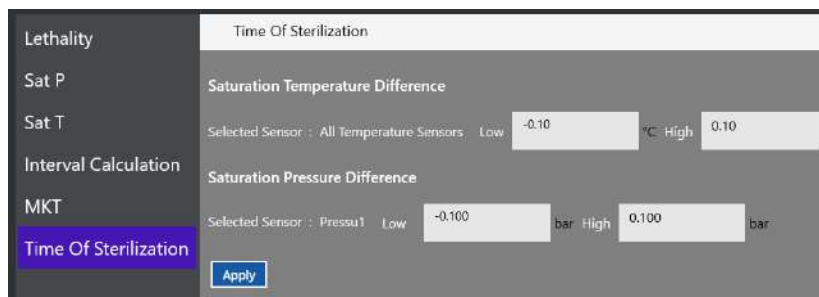 Lethality
Sat P
Sat T
Interval Calculation
MKT
Time Of Sterilization
Time Of Sterilization
Saturation Temperature Difference
Selected Sensor : All Temperature Sensors Low -0.10 °C High 0.10
Saturation Pressure Difference
Selected Sensor : Pressu1 Low -0.100 bar High 0.100 bar
Apply